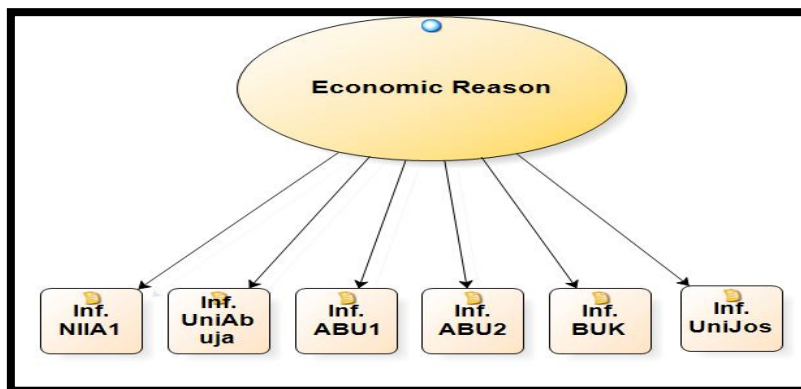 Economic Reason
Inf.
NIIA1
Inf.
UniAb
uja
Inf.
ABU1
Inf.
ABU2
Inf.
BUK
Inf.
UniJos